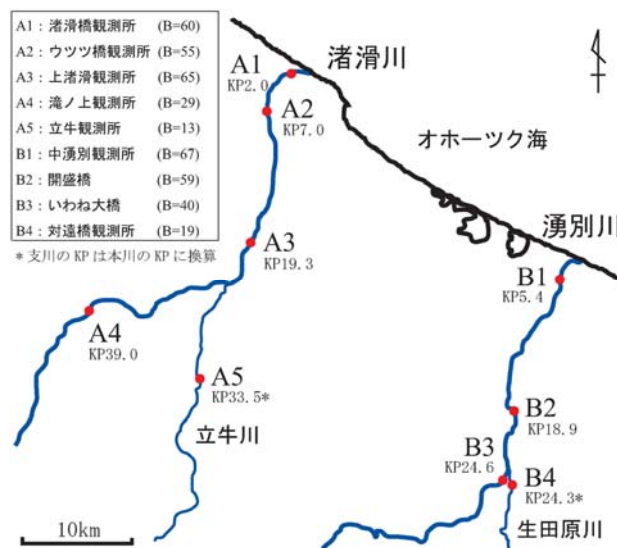 A1：渚滑橋観測所 (B=60)
A2：ウツツ橋観測所 (B=55)
A3：上渚滑観測所 (B=65)
A4：滝ノ上観測所 (B=29)
A5：立牛観測所 (B=13)
B1：中湧別観測所 (B=67)
B2：開盛橋 (B=59)
B3：いわね大橋 (B=40)
B4：対遠橋観測所 (B=19)
* 支川の KP は本川の KP に換算
渚滑川
A1
KP2.0
A2
KP7.0
オホーツク海
湧別川
A3
KP19.3
B1
KP5.4
A4
KP39.0
A5
KP33.5*
立牛川
B2
KP18.9
B3
KP24.6
B4
KP24.3*
生田原川
10km